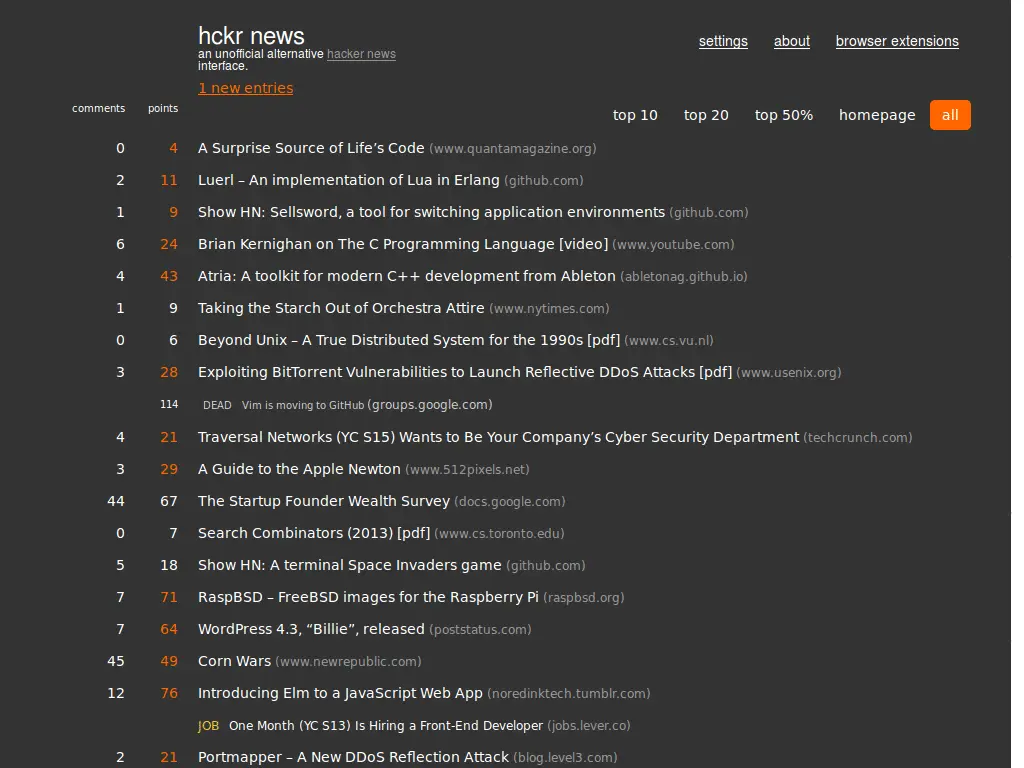 hckr news
an unofficial alternative hacker news
interface.
settings about browser extensions
1 new entries
comments points
top 10 top 20 top 50% homepage all
0 4 A Surprise Source of Life’s Code (www.quantamagazine.org)
2 11 Luerl – An implementation of Lua in Erlang (github.com)
1 9 Show HN: Sellsword, a tool for switching application environments (github.com)
6 24 Brian Kernighan on The C Programming Language [video] (www.youtube.com)
4 43 Atria: A toolkit for modern C++ development from Ableton (abletonag.github.io)
1 9 Taking the Starch Out of Orchestra Attire (www.nytimes.com)
0 6 Beyond Unix – A True Distributed System for the 1990s [pdf] (www.cs.vu.nl)
3 28 Exploiting BitTorrent Vulnerabilities to Launch Reflective DDoS Attacks [pdf] (www.usenix.org)
114 DEAD Vim is moving to GitHub (groups.google.com)
4 21 Traversal Networks (YC S15) Wants to Be Your Company’s Cyber Security Department (techcrunch.com)
3 29 A Guide to the Apple Newton (www.512pixels.net)
44 67 The Startup Founder Wealth Survey (docs.google.com)
0 7 Search Combinators (2013) [pdf] (www.cs.toronto.edu)
5 18 Show HN: A terminal Space Invaders game (github.com)
7 71 RaspBSD – FreeBSD images for the Raspberry Pi (raspbsd.org)
7 64 WordPress 4.3, “Billie”, released (poststatus.com)
45 49 Corn Wars (www.newrepublic.com)
12 76 Introducing Elm to a JavaScript Web App (noredinktech.tumblr.com)
JOB One Month (YC S13) Is Hiring a Front-End Developer (jobs.lever.co)
2 21 Portmapper – A New DDoS Reflection Attack (blog.level3.com)